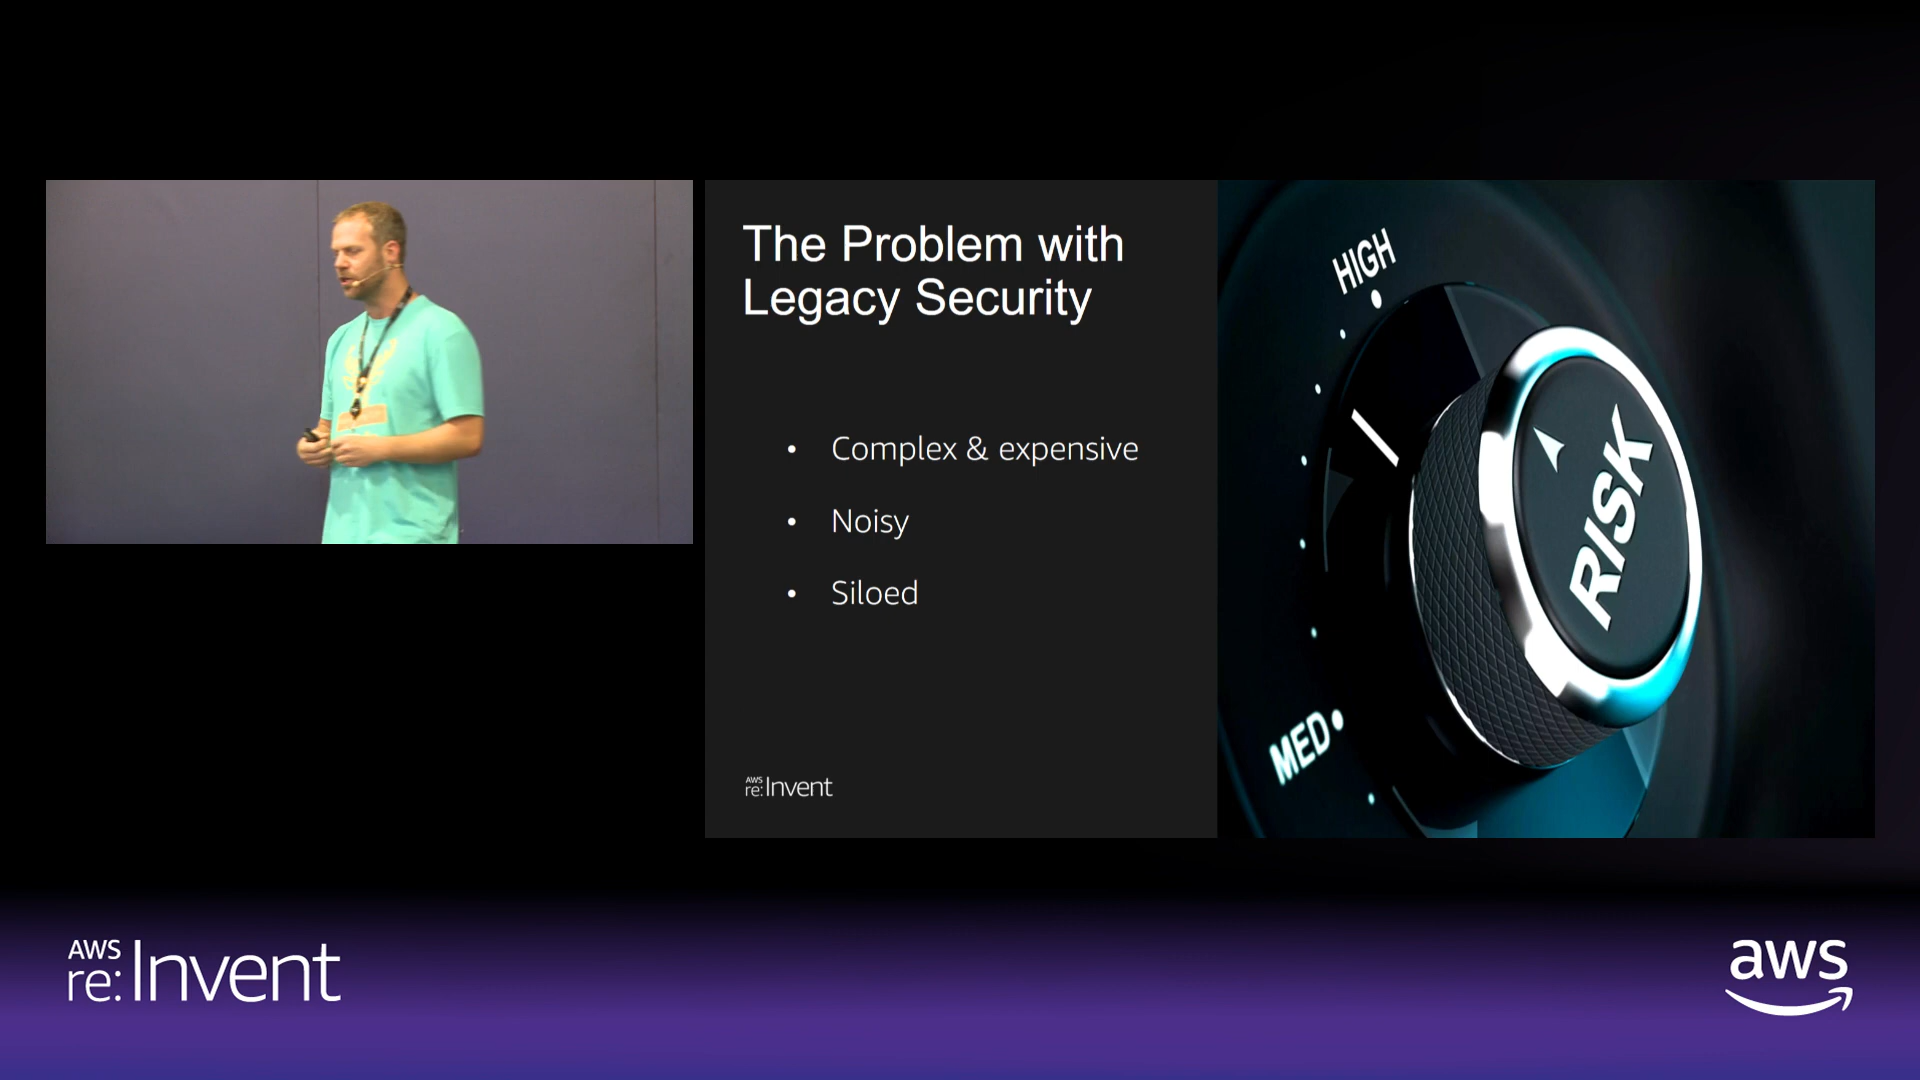 The Problem with
Legacy Security
• Complex & expensive
• Noisy
• Siloed
AWS
re:Invent
HIGH
RISK
MED
AWS
re:Invent
aws